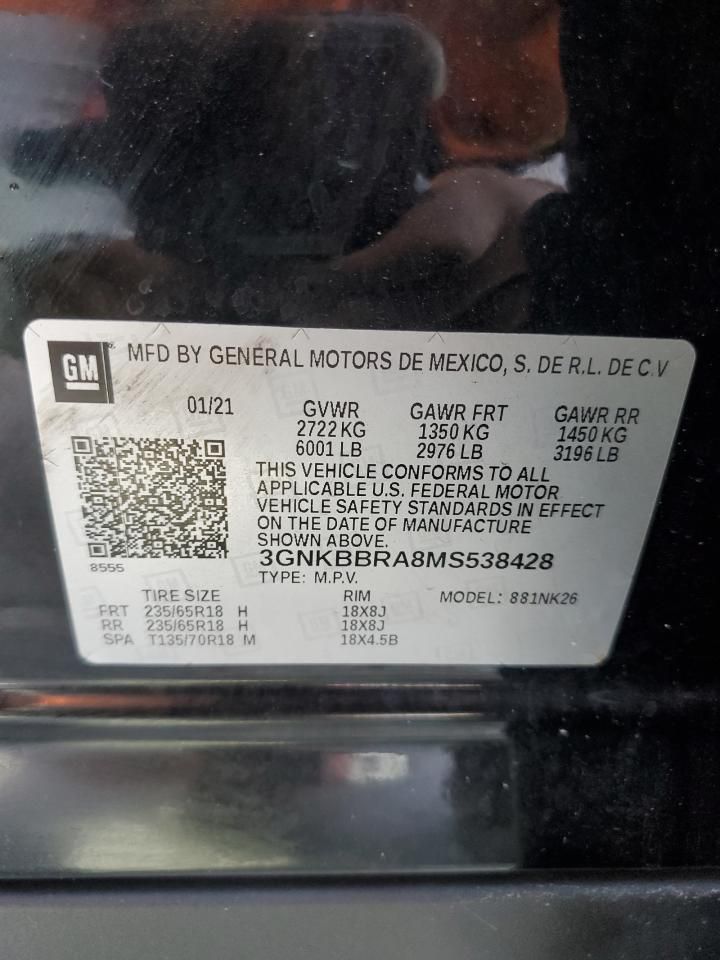 GM MFD BY GENERAL MOTORS DE MEXICO, S. DE R.L. DE C.V
01/21 GVWR GAWR FRT GAWR RR
2722 KG 1350 KG 1450 KG
6001 LB 2976 LB 3196 LB
THIS VEHICLE CONFORMS TO ALL
APPLICABLE U.S. FEDERAL MOTOR
VEHICLE SAFETY STANDARDS IN EFFECT
ON THE DATE OF MANUFACTURE
SHOWN ABOVE.
8555 3GNKBBRA8MS538428
TYPE: M.P.V.
TIRE SIZE RIM MODEL: 881NK26
FRT 235/65R18 H 18X8J
RR 235/65R18 H 18X8J
SPA T135/70R18 M 18X4.5B